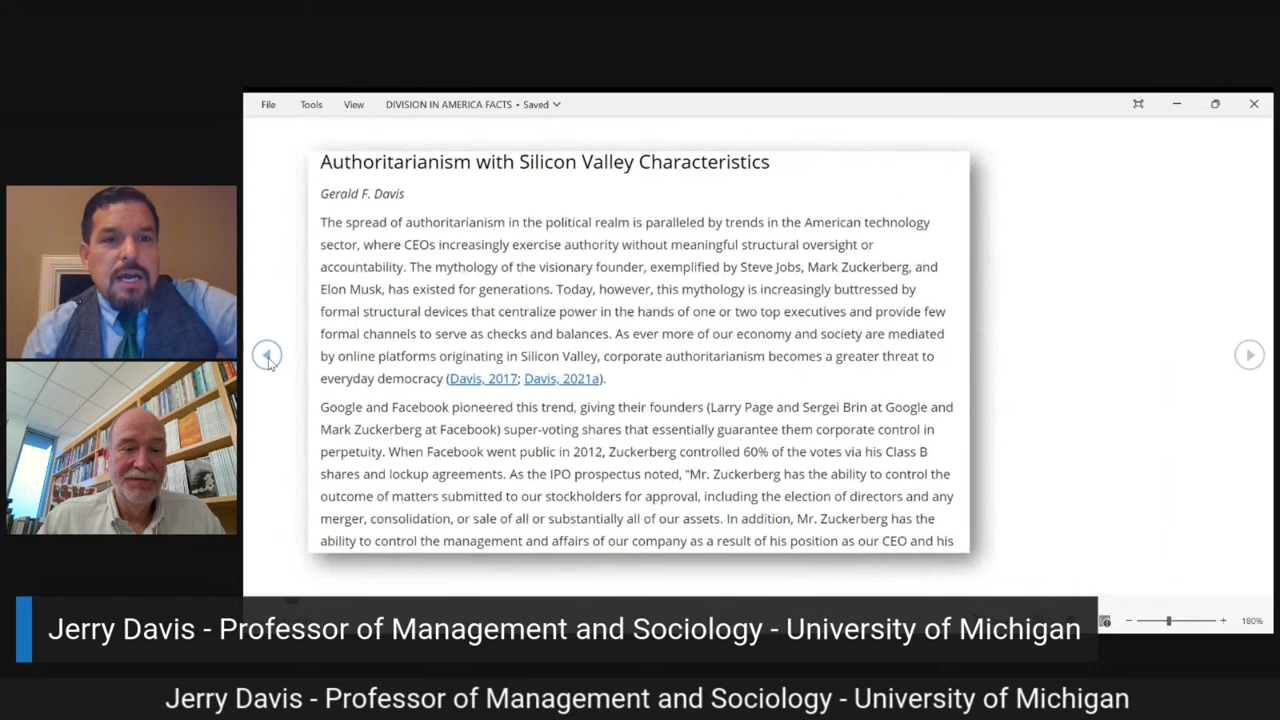 File Tools View DIVISION IN AMERICA FACTS • Saved
Authoritarianism with Silicon Valley Characteristics
Gerald F. Davis
The spread of authoritarianism in the political realm is paralleled by trends in the American technology
sector, where CEOs increasingly exercise authority without meaningful structural oversight or
accountability. The mythology of the visionary founder, exemplified by Steve Jobs, Mark Zuckerberg, and
Elon Musk, has existed for generations. Today, however, this mythology is increasingly buttressed by
formal structural devices that centralize power in the hands of one or two top executives and provide few
formal channels to serve as checks and balances. As ever more of our economy and society are mediated
by online platforms originating in Silicon Valley, corporate authoritarianism becomes a greater threat to
everyday democracy (Davis, 2017; Davis, 2021a).
Google and Facebook pioneered this trend, giving their founders (Larry Page and Sergei Brin at Google and
Mark Zuckerberg at Facebook) super-voting shares that essentially guarantee them corporate control in
perpetuity. When Facebook went public in 2012, Zuckerberg controlled 60% of the votes via his Class B
shares and lockup agreements. As the IPO prospectus noted, "Mr. Zuckerberg has the ability to control the
outcome of matters submitted to our stockholders for approval, including the election of directors and any
merger, consolidation, or sale of all or substantially all of our assets. In addition, Mr. Zuckerberg has the
ability to control the management and affairs of our company as a result of his position as our CEO and his
180%
Jerry Davis - Professor of Management and Sociology - University of Michigan
Jerry Davis - Professor of Management and Sociology - University of Michigan